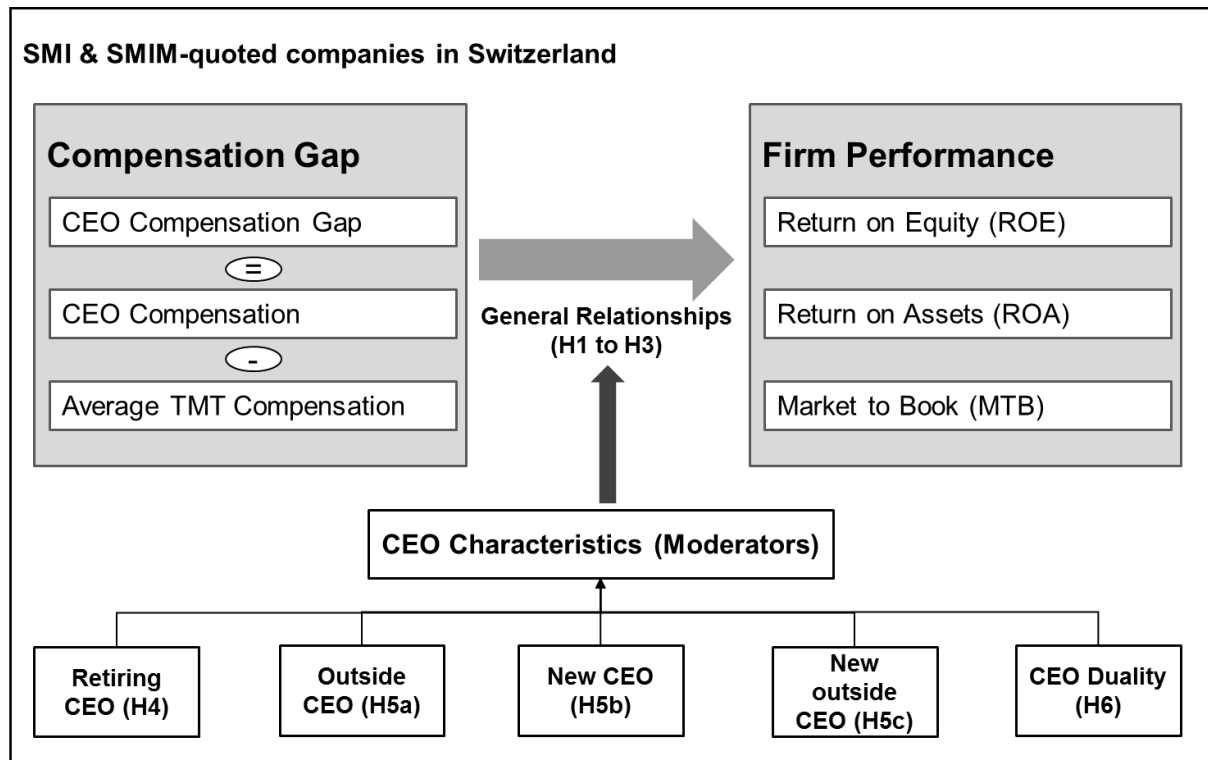 SMI & SMIM-quoted companies in Switzerland
Compensation Gap
CEO Compensation Gap
=
CEO Compensation
-
Average TMT Compensation
General Relationships
(H1 to H3)
Firm Performance
Return on Equity (ROE)
Return on Assets (ROA)
Market to Book (MTB)
CEO Characteristics (Moderators)
Retiring
CEO (H4)
Outside
CEO (H5a)
New CEO
(H5b)
New
outside
CEO (H5c)
CEO Duality
(H6)